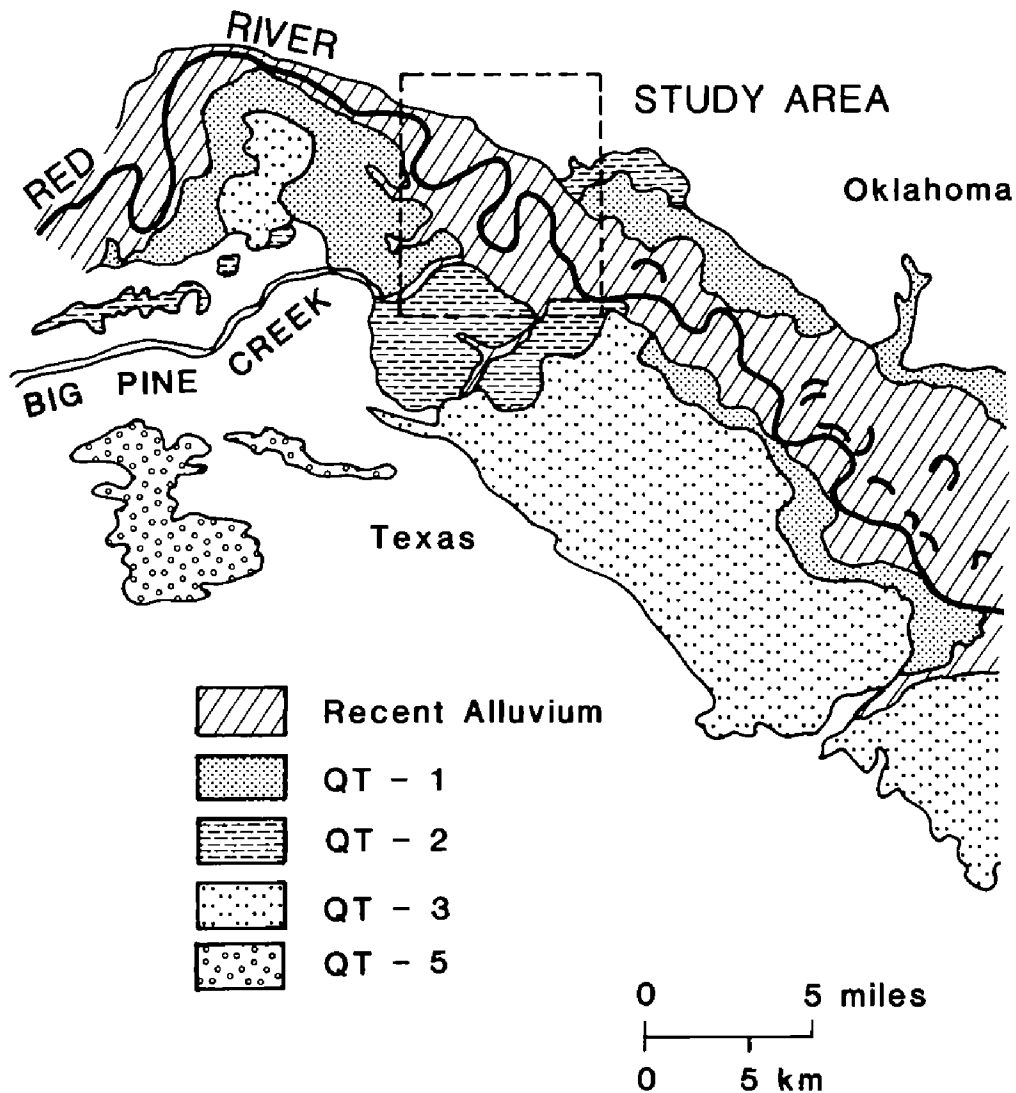 RED RIVER
STUDY AREA
Oklahoma
BIG PINE CREEK
Texas
Recent Alluvium
QT - 1
QT - 2
QT - 3
QT - 5
0 5 miles
0 5 km